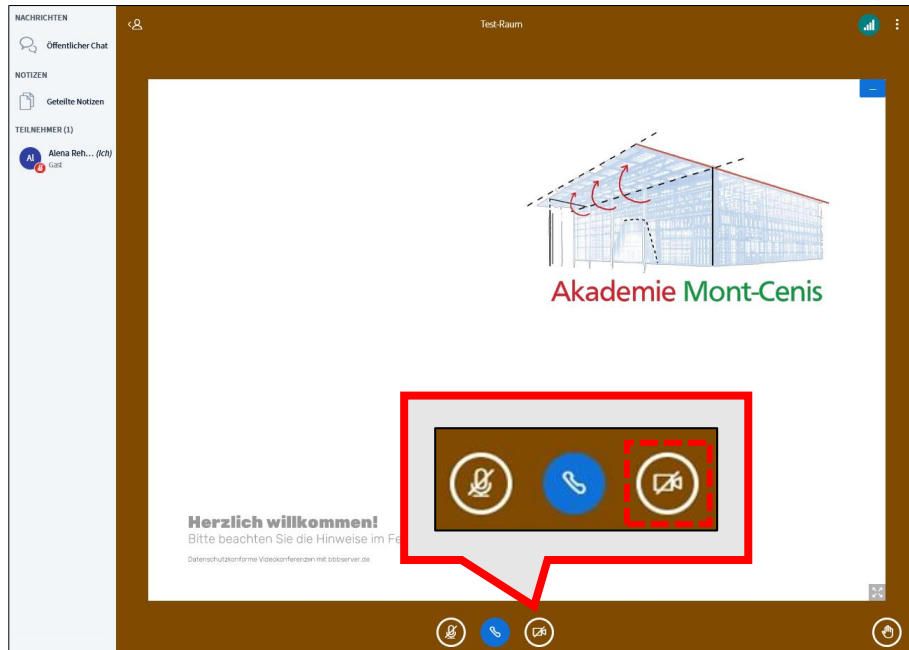 NACHRICHTEN
Öffentlicher Chat
NOTIZEN
Geteilte Notizen
TEILNEHMER (1)
Al
Alena Reh... (Ich)
Gast
Test-Raum
Akademie Mont-Cenis
Herzlich willkommen!
Bitte beachten Sie die Hinweise im Fe
Datenschutzkonforme Videokonferenzen mit bbbserver.de